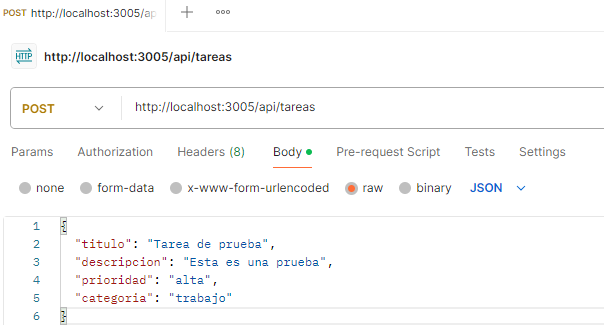 POST http://localhost:3005/ap
HTTP http://localhost:3005/api/tareas
POST http://localhost:3005/api/tareas
Params Authorization Headers (8) Body Pre-request Script Tests Settings
none form-data x-www-form-urlencoded raw binary JSON
1 {
2 "titulo": "Tarea de prueba",
3 "descripcion": "Esta es una prueba",
4 "prioridad": "alta",
5 "categoria": "trabajo"
6 }